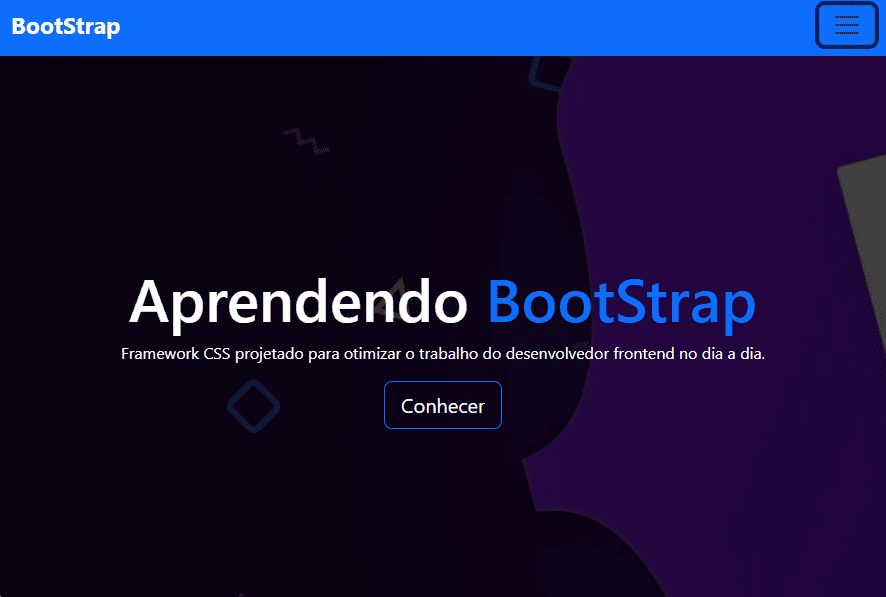 BootStrap
Aprendendo BootStrap
Framework CSS projetado para otimizar o trabalho do desenvolvedor frontend no dia a dia.
Conhecer